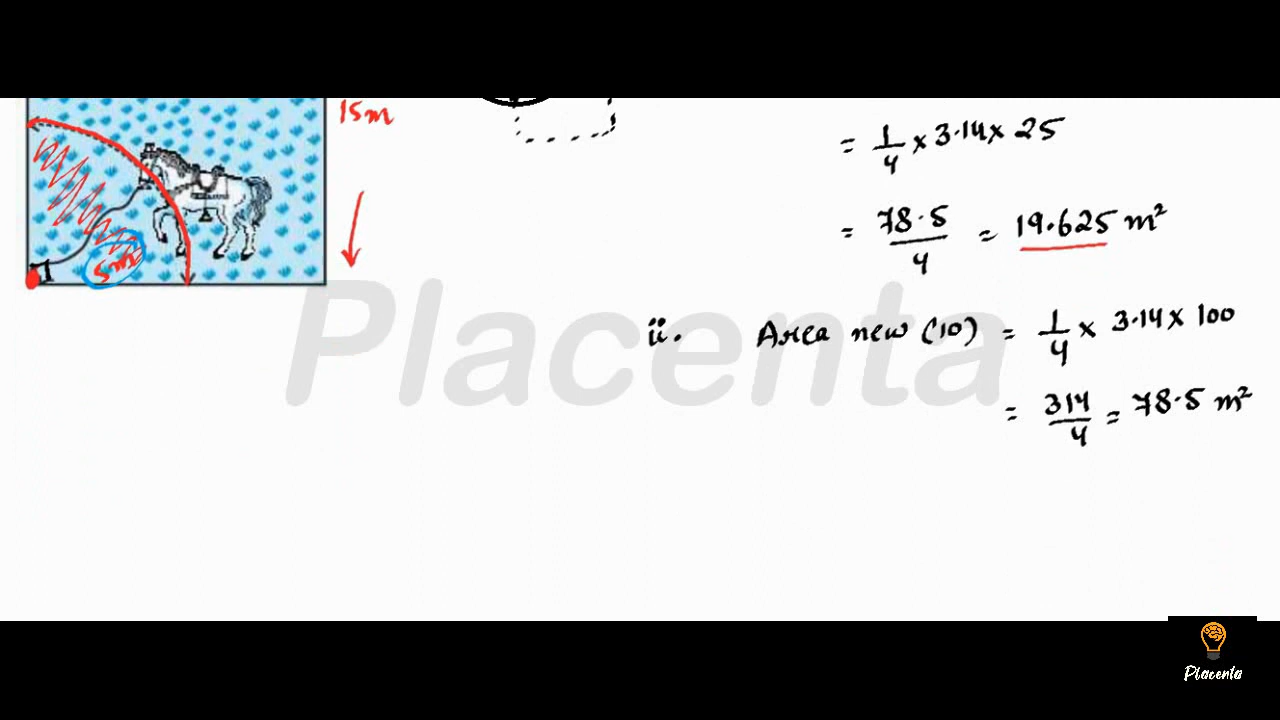 15m
= 1/4 × 3.14 × 25
5m
= 78.5/4 = 19.625 m²
Placenta
ii. Area new (10) = 1/4 × 3.14 × 100
= 314/4 = 78.5 m²
Placenta